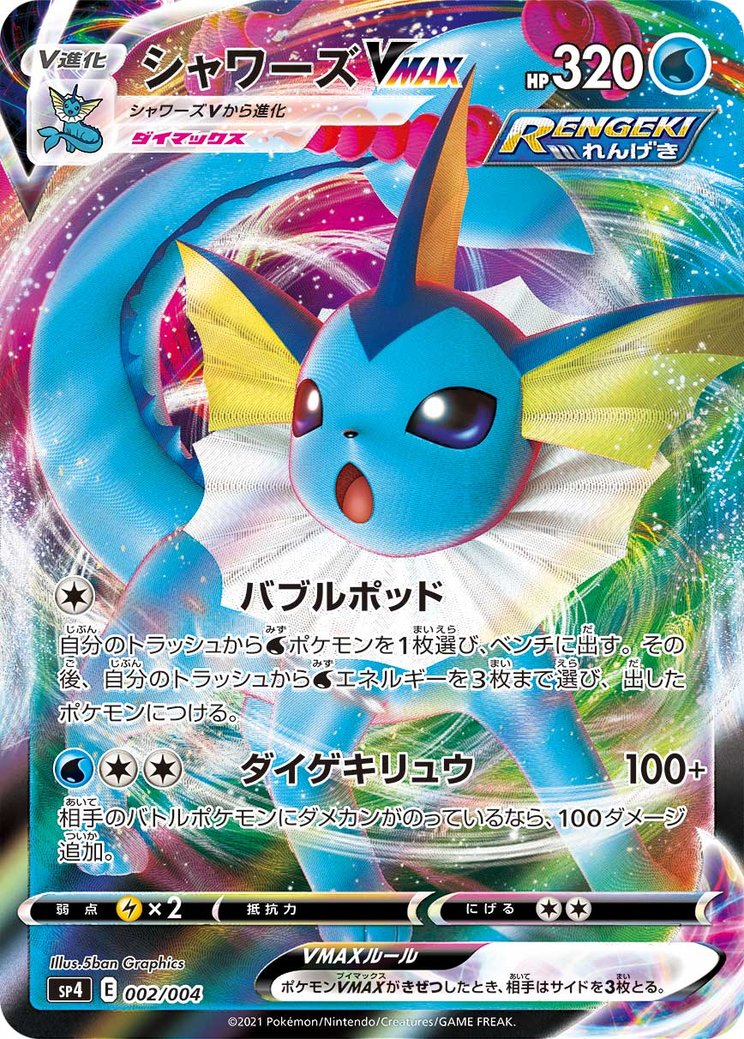 V進化
シャワーズVMAX
HP320
シャワーズVから進化
ダイマックス
RENGEKI
れんげき
バブルポッド
自分のトラッシュからポケモンを1枚選び、ベンチに出す。その
後、自分のトラッシュからエネルギーを3枚まで選び、出した
ポケモンにつける。
ダイゲキリュウ 100+
相手のバトルポケモンにダメカンがのっているなら、100ダメージ
追加。
弱点 ×2 抵抗力 にげる
Illus.5ban Graphics
VMAXルール
ポケモンVMAXがきぜつしたとき、相手はサイドを3枚とる。
SP4 E 002/004
©2021 Pokémon/Nintendo/Creatures/GAME FREAK.